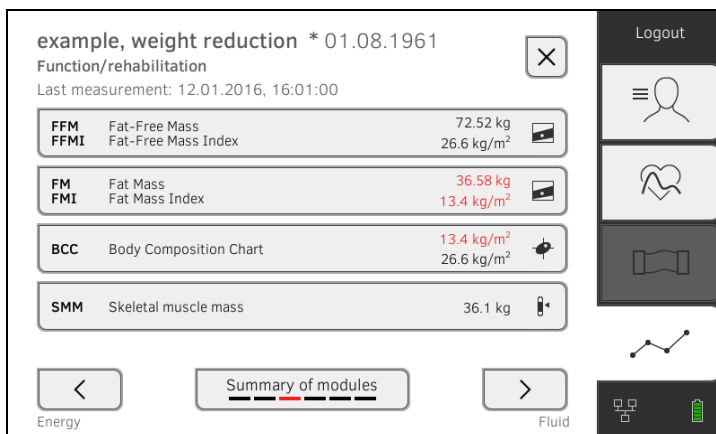 example, weight reduction * 01.08.1961
Logout
Function/rehabilitation
Last measurement: 12.01.2016, 16:01:00
FFM Fat-Free Mass 72.52 kg
FFMI Fat-Free Mass Index 26.6 kg/m²
FM Fat Mass 36.58 kg
FMI Fat Mass Index 13.4 kg/m²
BCC Body Composition Chart 13.4 kg/m²
26.6 kg/m²
SMM Skeletal muscle mass 36.1 kg
Summary of modules
Energy
Fluid